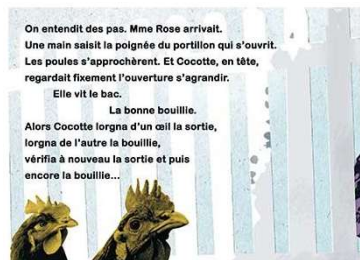 On entendit des pas. Mme Rose arrivait.
Une main saisit la poignée du portillon qui s'ouvrit.
Les poules s'approchèrent. Et Cocotte, en tête,
regardait fixement l'ouverture s'agrandir.
Elle vit le bac.
La bonne bouillie.
Alors Cocotte lorgna d'un œil la sortie,
lorgna de l'autre la bouillie,
vérifia à nouveau la sortie et puis
encore la bouillie...